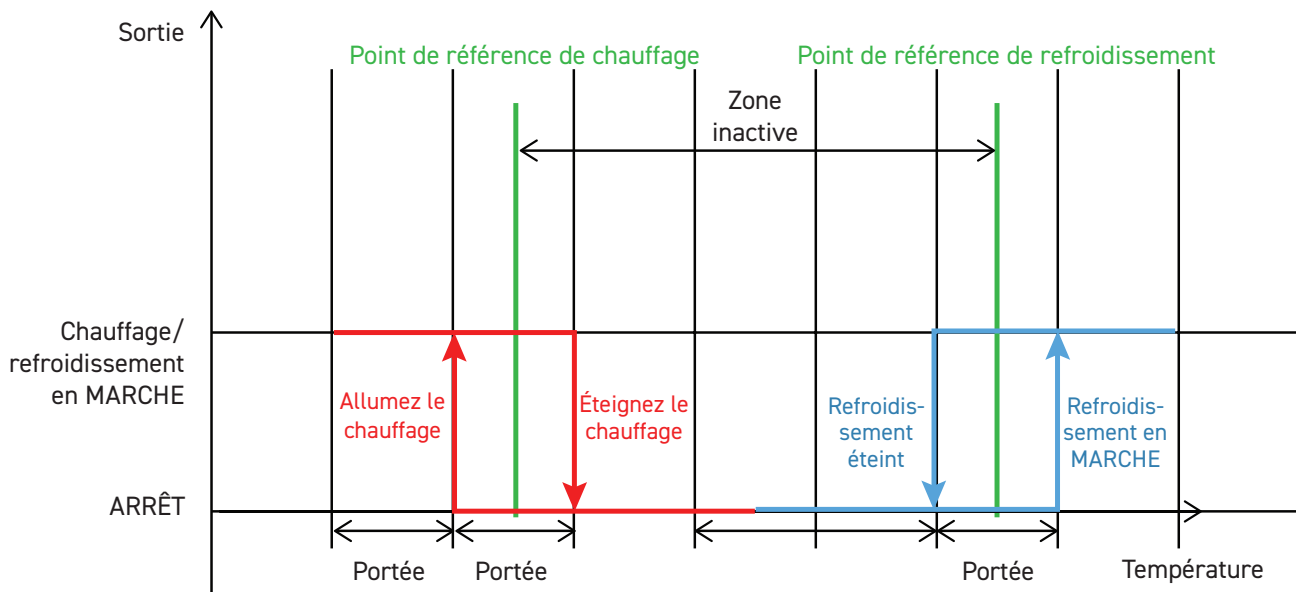 Sortie
Point de référence de chauffage
Point de référence de refroidissement
Zone
inactive
Chauffage/
refroidissement
en MARCHE
Allumez le
chauffage
Éteignez le
chauffage
Refroidis-
sement
éteint
Refroidis-
sement en
MARCHE
ARRÊT
Portée
Portée
Portée
Température